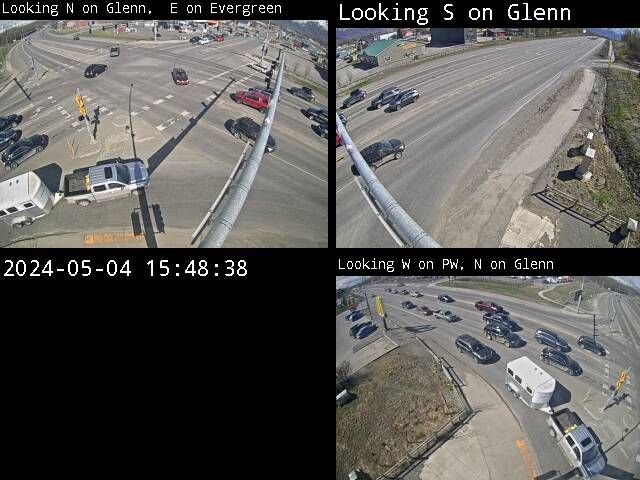 Looking N on Glenn, E on Evergreen
Looking S on Glenn
2024-05-04 15:48:38
Looking W on PW, N on Glenn